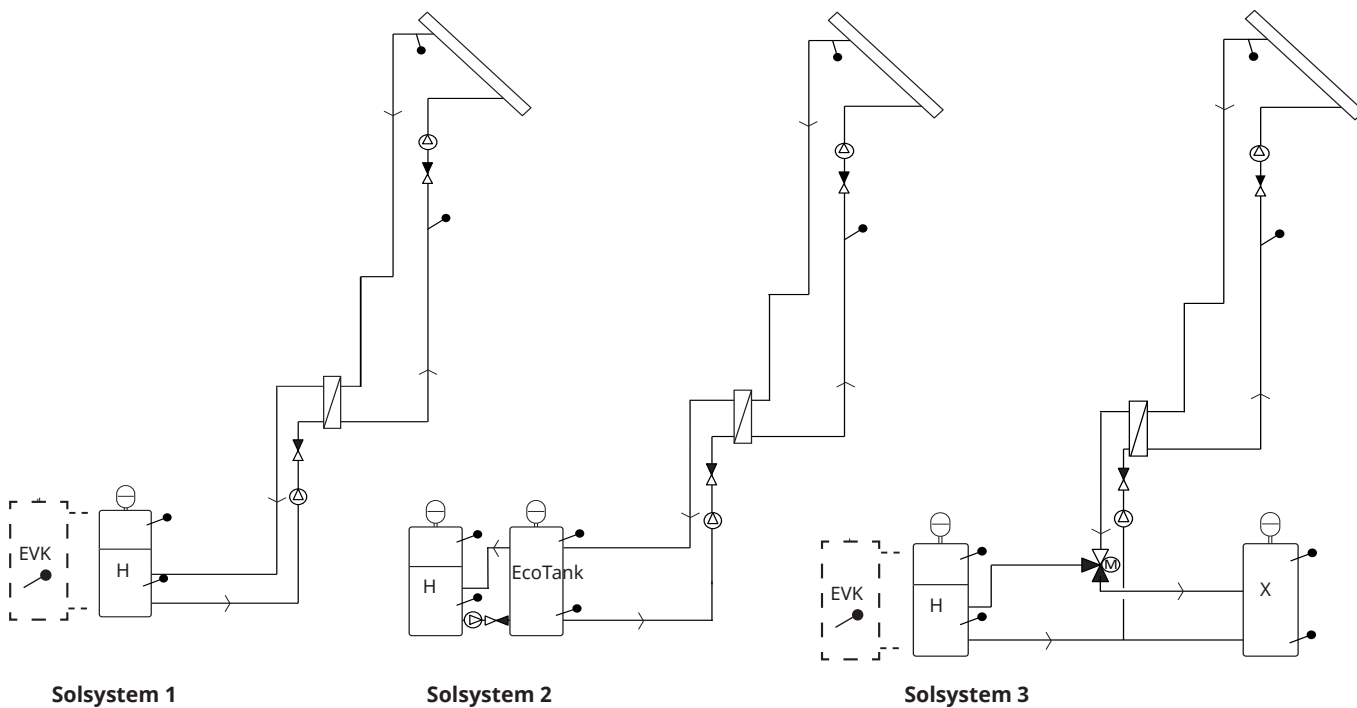 EVK
H
H
EcoTank
EVK
H
M
X
Solsystem 1
Solsystem 2
Solsystem 3